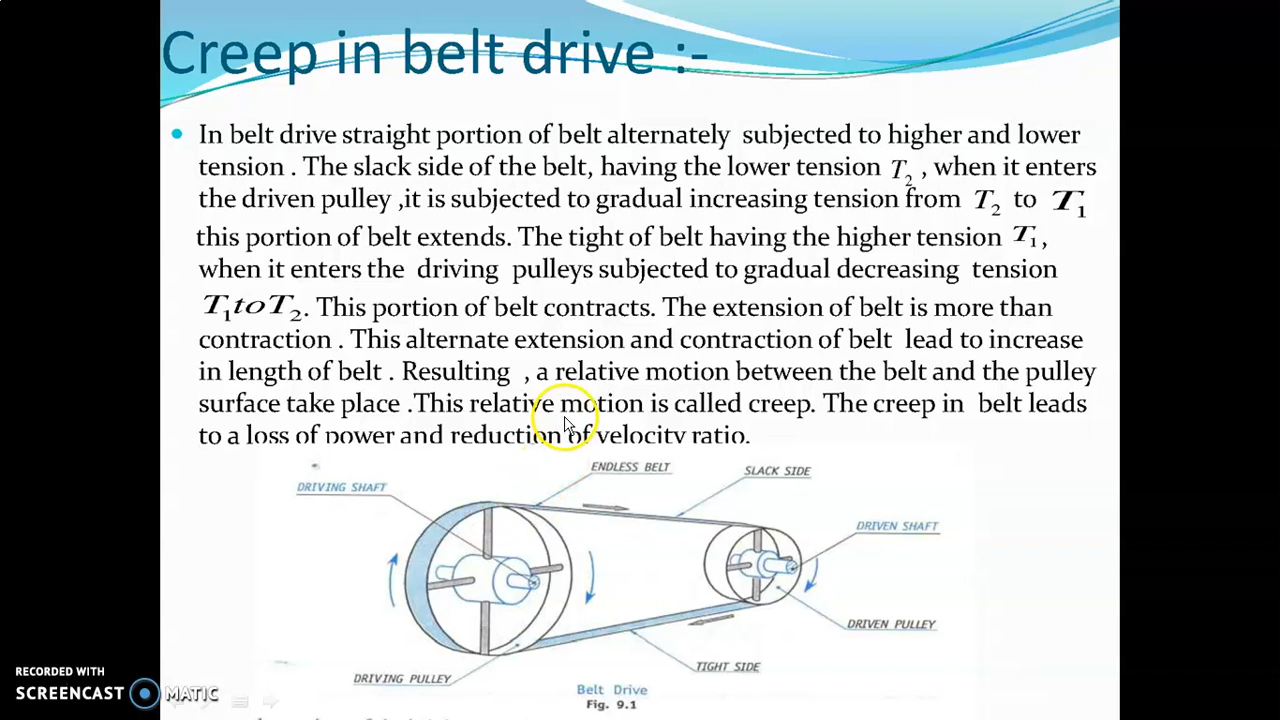 Creep in belt drive :-
In belt drive straight portion of belt alternately subjected to higher and lower
tension . The slack side of the belt, having the lower tension T2 , when it enters
the driven pulley ,it is subjected to gradual increasing tension from T2 to T1
this portion of belt extends. The tight of belt having the higher tension T1 ,
when it enters the driving pulleys subjected to gradual decreasing tension
T1 to T2. This portion of belt contracts. The extension of belt is more than
contraction . This alternate extension and contraction of belt lead to increase
in length of belt . Resulting , a relative motion between the belt and the pulley
surface take place .This relative motion is called creep. The creep in belt leads
to a loss of power and reduction of velocity ratio.
ENDLESS BELT
SLACK SIDE
DRIVING SHAFT
DRIVEN SHAFT
DRIVEN PULLEY
TIGHT SIDE
DRIVING PULLEY
Belt Drive
Fig. 9.1
RECORDED WITH
SCREENCAST MATIC